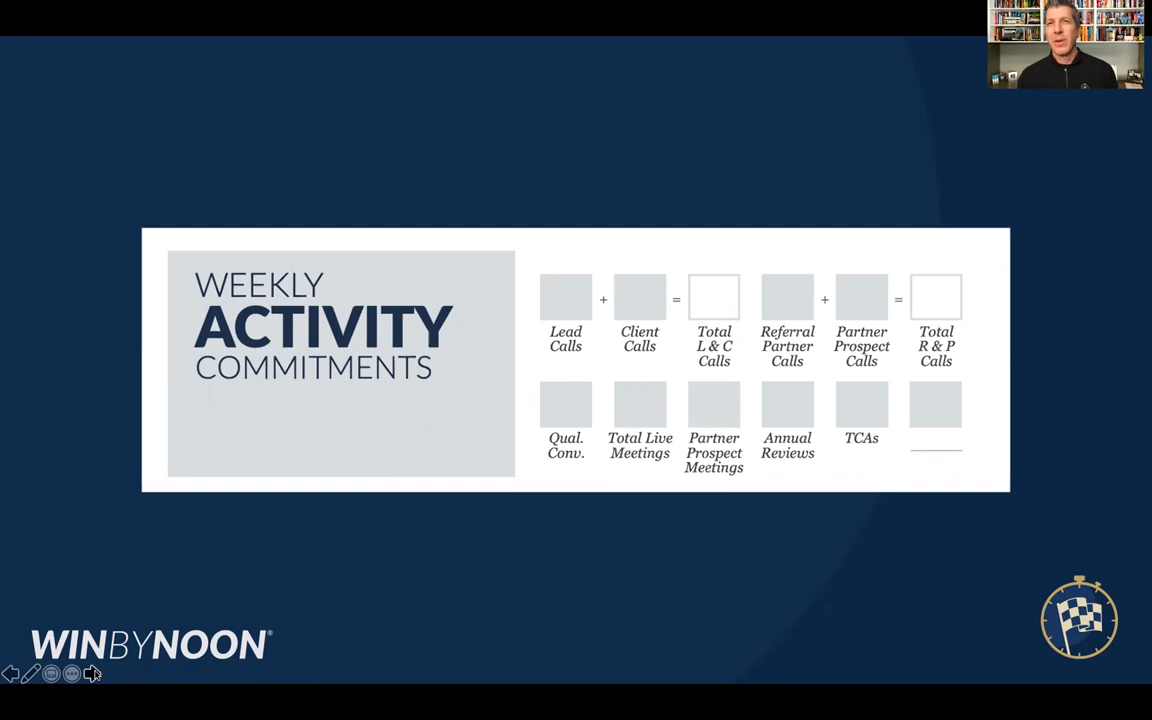 WEEKLY
ACTIVITY
COMMITMENTS
+ = + =
Lead Calls
Client Calls
Total L & C Calls
Referral Partner Calls
Partner Prospect Calls
Total R & P Calls
Qual. Conv.
Total Live Meetings
Partner Prospect Meetings
Annual Reviews
TCAs
WINBYNOON®